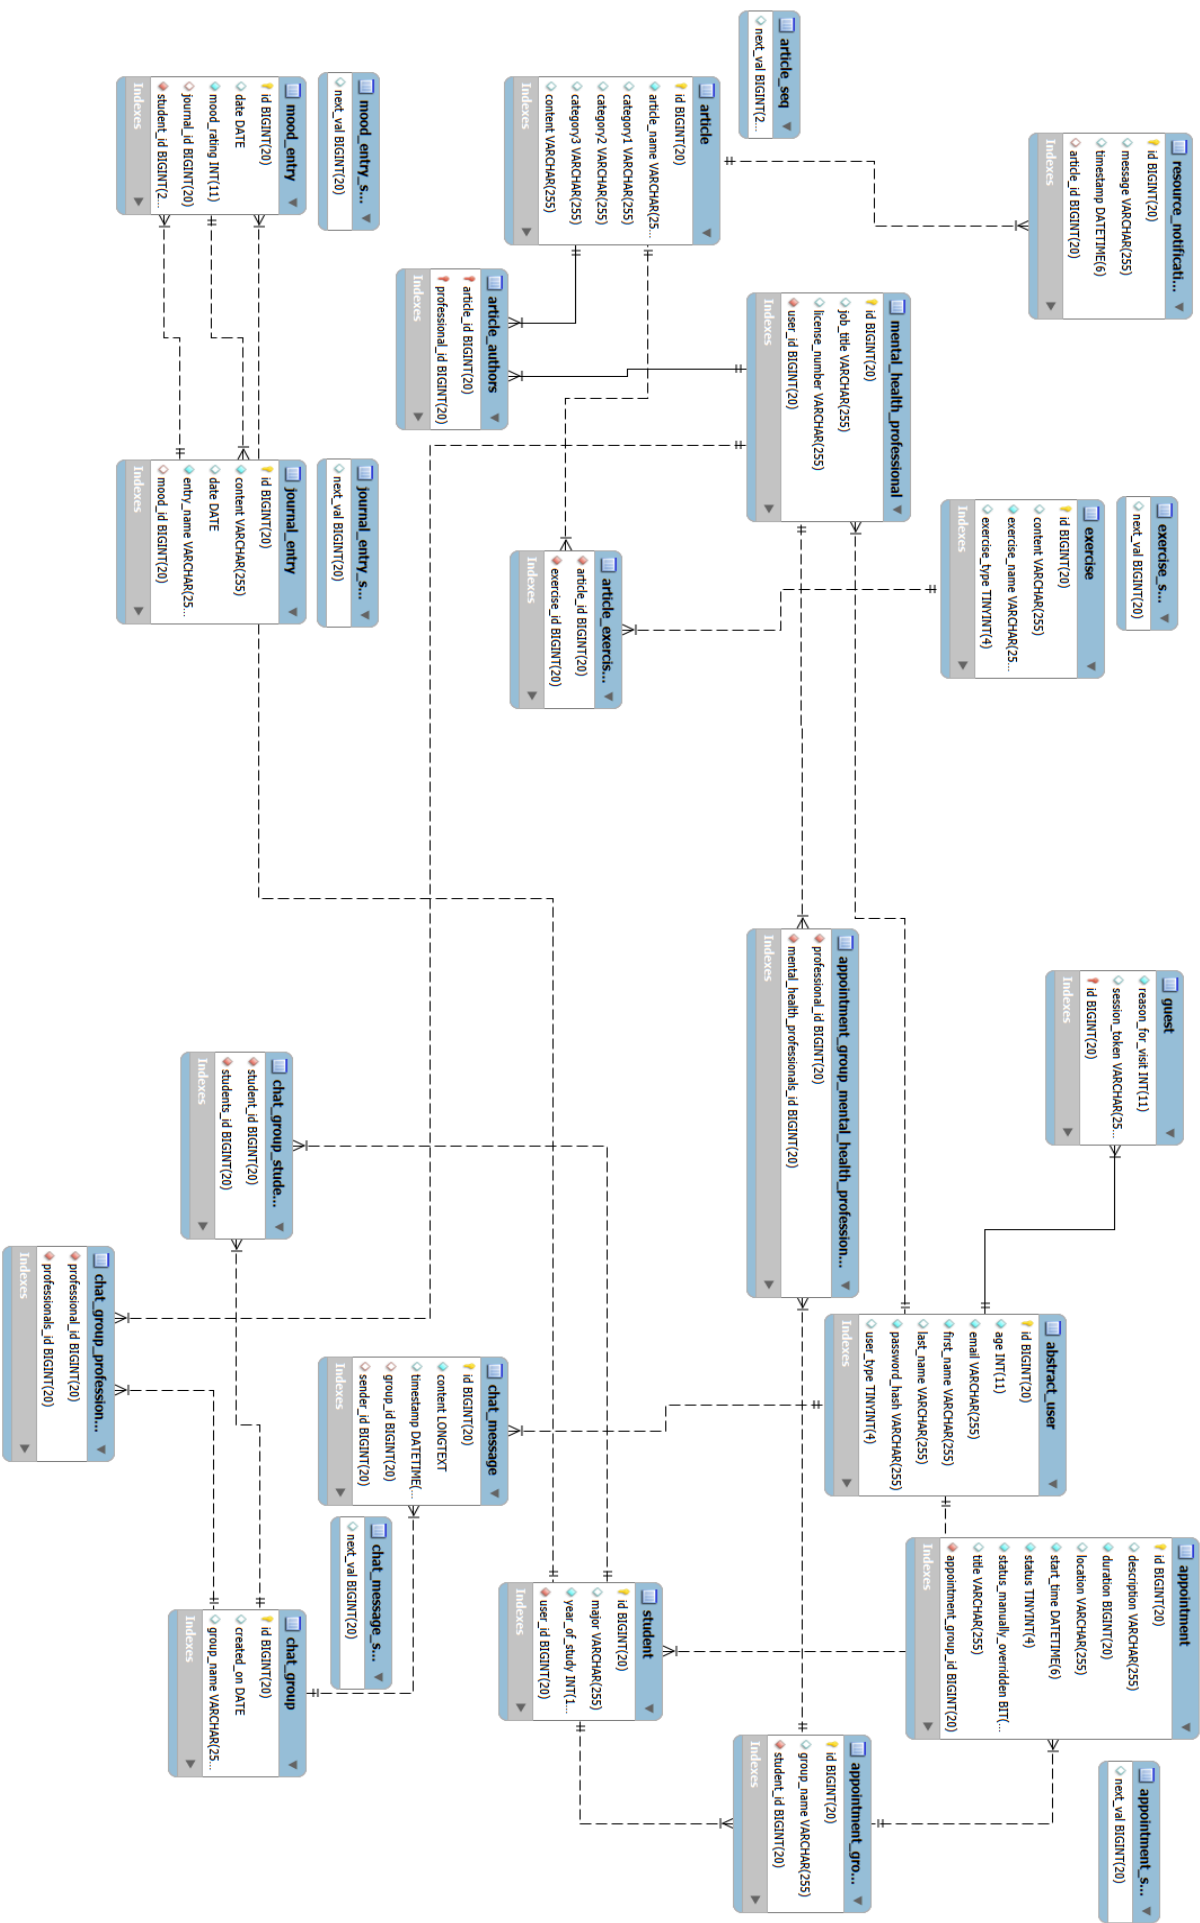 resource_notificati...
id BIGINT(20)
message VARCHAR(255)
timestamp DATETIME(6)
article_id BIGINT(20)
Indexes
exercise_s...
next_val BIGINT(20)
exercise
id BIGINT(20)
content VARCHAR(255)
exercise_name VARCHAR(25...
exercise_type TINYINT(4)
Indexes
guest
reason_for_visit INT(11)
session_token VARCHAR(25...
id BIGINT(20)
Indexes
appointment
id BIGINT(20)
description VARCHAR(255)
duration BIGINT(20)
location VARCHAR(255)
start_time DATETIME(6)
status TINYINT(4)
status_manually_overridden BIT(...
title VARCHAR(255)
appointment_group_id BIGINT(20)
Indexes
appointment_s...
next_val BIGINT(20)
abstract_user
id BIGINT(20)
age INT(11)
email VARCHAR(255)
first_name VARCHAR(255)
last_name VARCHAR(255)
password_hash VARCHAR(255)
user_type TINYINT(4)
Indexes
article_seq
next_val BIGINT(2...
mental_health_professional
id BIGINT(20)
job_title VARCHAR(255)
license_number VARCHAR(255)
user_id BIGINT(20)
Indexes
appointment_group_mental_health_profession...
professional_id BIGINT(20)
mental_health_professionals_id BIGINT(20)
Indexes
appointment_gro...
id BIGINT(20)
group_name VARCHAR(255)
student_id BIGINT(20)
Indexes
article
id BIGINT(20)
article_name VARCHAR(25...
category1 VARCHAR(255)
category2 VARCHAR(255)
category3 VARCHAR(255)
content VARCHAR(255)
Indexes
article_exercis...
article_id BIGINT(20)
exercise_id BIGINT(20)
Indexes
student
id BIGINT(20)
major VARCHAR(255)
year_of_study INT(1...
user_id BIGINT(20)
Indexes
article_authors
article_id BIGINT(20)
professional_id BIGINT(20)
Indexes
chat_message
id BIGINT(20)
content LONGTEXT
timestamp DATETIME(...
group_id BIGINT(20)
sender_id BIGINT(20)
Indexes
chat_message_s...
next_val BIGINT(20)
mood_entry_s...
next_val BIGINT(20)
journal_entry_s...
next_val BIGINT(20)
mood_entry
id BIGINT(20)
date DATE
mood_rating INT(11)
journal_id BIGINT(20)
student_id BIGINT(2...
Indexes
journal_entry
id BIGINT(20)
content VARCHAR(255)
date DATE
entry_name VARCHAR(25...
mood_id BIGINT(20)
Indexes
chat_group_stude...
student_id BIGINT(20)
students_id BIGINT(20)
Indexes
chat_group
id BIGINT(20)
created_on DATE
group_name VARCHAR(25...
Indexes
chat_group_profession...
professional_id BIGINT(20)
professionals_id BIGINT(20)
Indexes